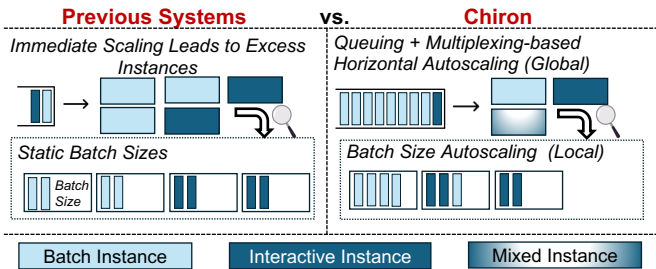 Previous Systems vs. Chiron
Immediate Scaling Leads to Excess
Instances
Queuing + Multiplexing-based
Horizontal Autoscaling (Global)
Static Batch Sizes
Batch
Size
Batch Size Autoscaling (Local)
Batch Instance
Interactive Instance
Mixed Instance